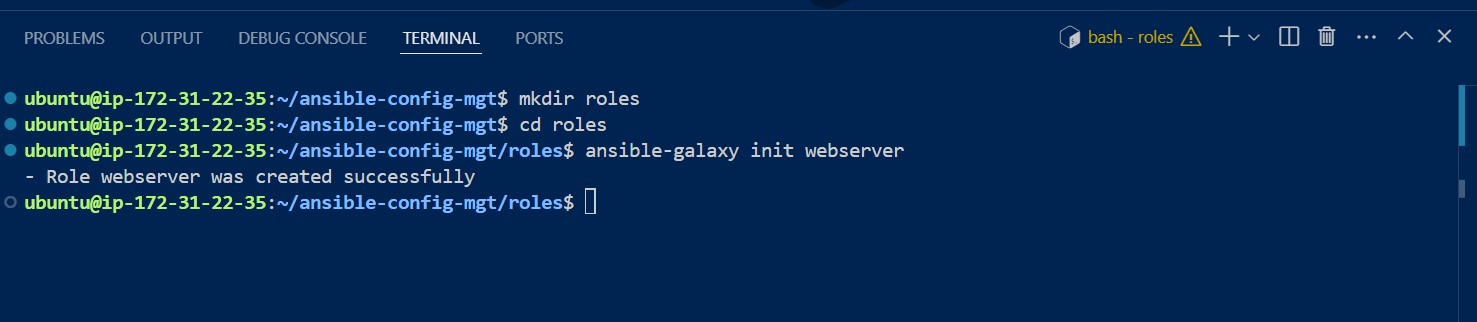 PROBLEMS OUTPUT DEBUG CONSOLE TERMINAL PORTS bash - roles
ubuntu@ip-172-31-22-35:~/ansible-config-mgt$ mkdir roles
ubuntu@ip-172-31-22-35:~/ansible-config-mgt$ cd roles
ubuntu@ip-172-31-22-35:~/ansible-config-mgt/roles$ ansible-galaxy init webserver
- Role webserver was created successfully
ubuntu@ip-172-31-22-35:~/ansible-config-mgt/roles$